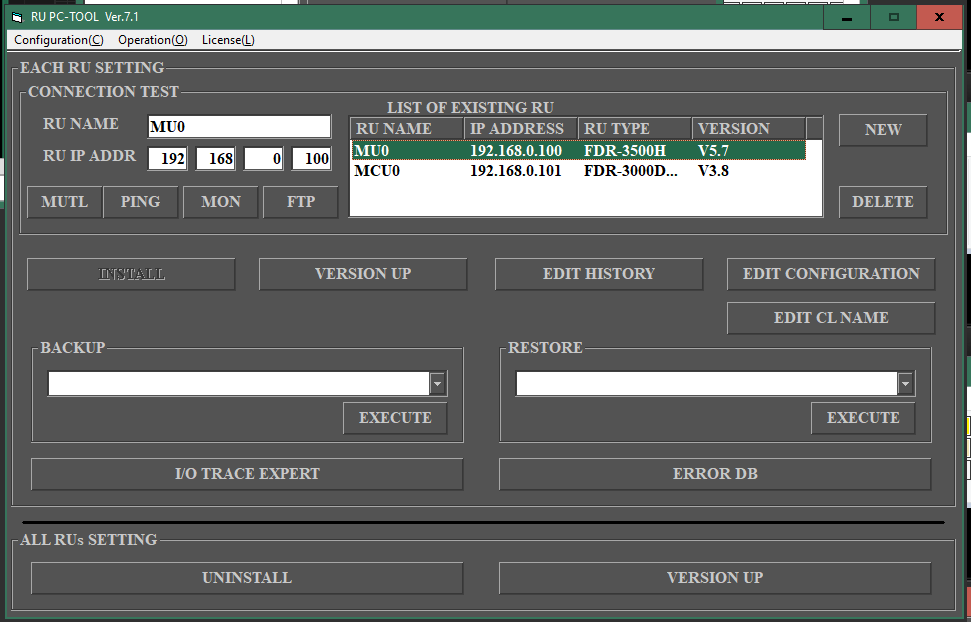 RU PC-TOOL Ver.7.1
Configuration(C) Operation(O) License(L)
EACH RU SETTING
CONNECTION TEST
LIST OF EXISTING RU
RU NAME MU0
RU IP ADDR 192 168 0 100
RU NAME IP ADDRESS RU TYPE VERSION
MU0 192.168.0.100 FDR-3500H V5.7
MCU0 192.168.0.101 FDR-3000D... V3.8
NEW
MUTL PING MON FTP
DELETE
INSTALL VERSION UP EDIT HISTORY EDIT CONFIGURATION
EDIT CL NAME
BACKUP RESTORE
EXECUTE EXECUTE
I/O TRACE EXPERT ERROR DB
ALL RUs SETTING
UNINSTALL VERSION UP